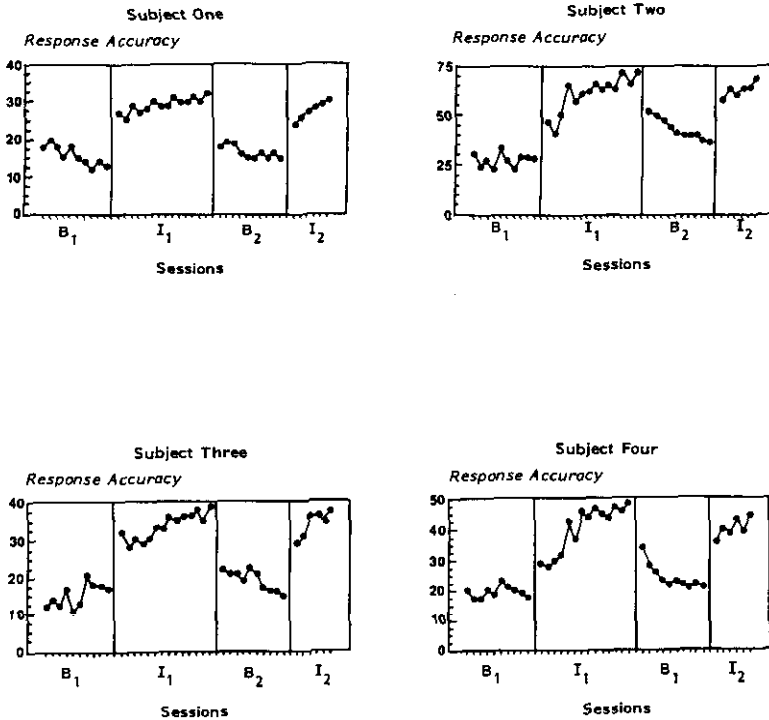 Subject One
Response Accuracy
40
30
20
10
0
B1 I1 B2 I2
Sessions
Subject Two
Response Accuracy
75
50
25
0
B1 I1 B2 I2
Sessions
Subject Three
Response Accuracy
40
30
20
10
0
B1 I1 B2 I2
Sessions
Subject Four
Response Accuracy
50
40
30
20
10
0
B1 I1 B1 I2
Sessions